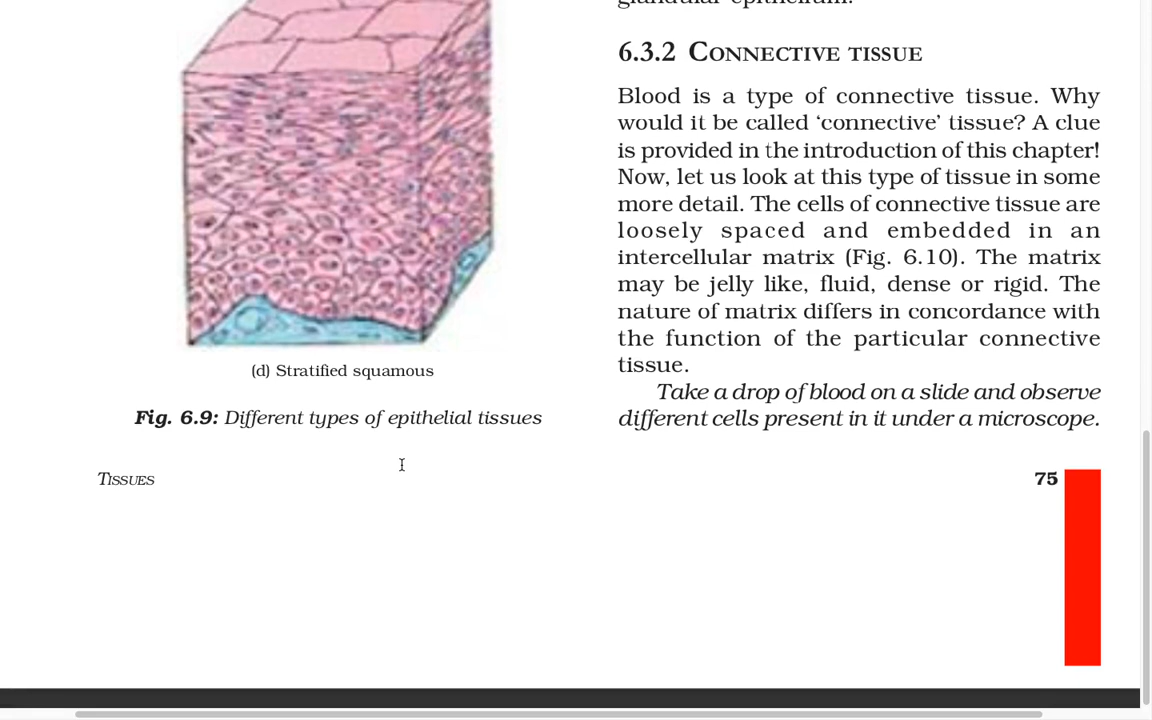 (d) Stratified squamous
Fig. 6.9: Different types of epithelial tissues
6.3.2 CONNECTIVE TISSUE
Blood is a type of connective tissue. Why
would it be called ‘connective’ tissue? A clue
is provided in the introduction of this chapter!
Now, let us look at this type of tissue in some
more detail. The cells of connective tissue are
loosely spaced and embedded in an
intercellular matrix (Fig. 6.10). The matrix
may be jelly like, fluid, dense or rigid. The
nature of matrix differs in concordance with
the function of the particular connective
tissue.
Take a drop of blood on a slide and observe
different cells present in it under a microscope.
TISSUES
75